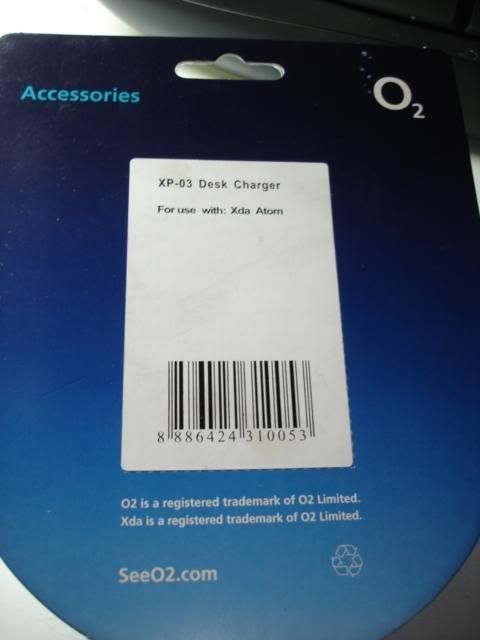 Accessories
O2
XP-03 Desk Charger
For use with: Xda Atom
8 886424 310053
O2 is a registered trademark of O2 Limited.
Xda is a registered trademark of O2 Limited.
SeeO2.com